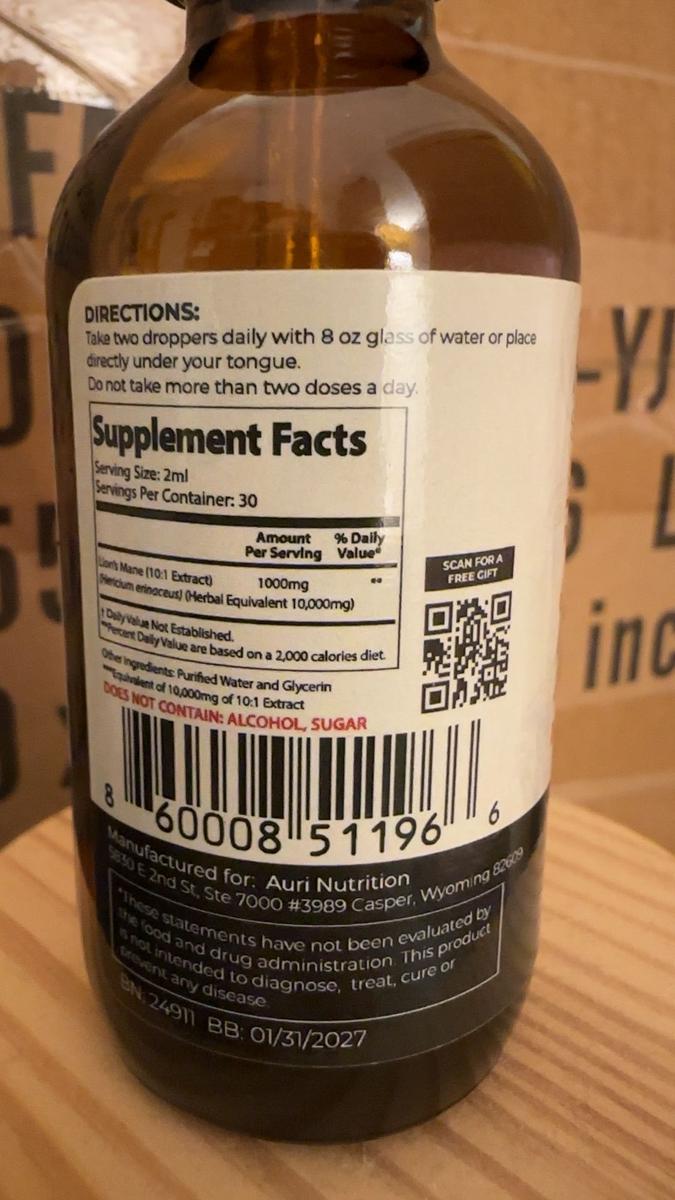 DIRECTIONS:
Take two droppers daily with 8 oz glass of water or place
directly under your tongue.
Do not take more than two doses a day.
Supplement Facts
Serving Size: 2ml
Servings Per Container: 30
Amount Per Serving % Daily Value*
Lion's Mane (10:1 Extract) 1000mg **
(Hericium erinaceus) (Herbal Equivalent 10,000mg)
† Daily Value Not Established.
**Percent Daily Value are based on a 2,000 calories diet.
Other Ingredients: Purified Water and Glycerin
***Equivalent of 10,000mg of 10:1 Extract
DOES NOT CONTAIN: ALCOHOL, SUGAR
SCAN FOR A
FREE GIFT
8 60008 51196 6
Manufactured for: Auri Nutrition
5830 E 2nd St, Ste 7000 #3989 Casper, Wyoming 82609
*These statements have not been evaluated by
the food and drug administration. This product
is not intended to diagnose, treat, cure or
prevent any disease.
BN: 24911 BB: 01/31/2027
inc